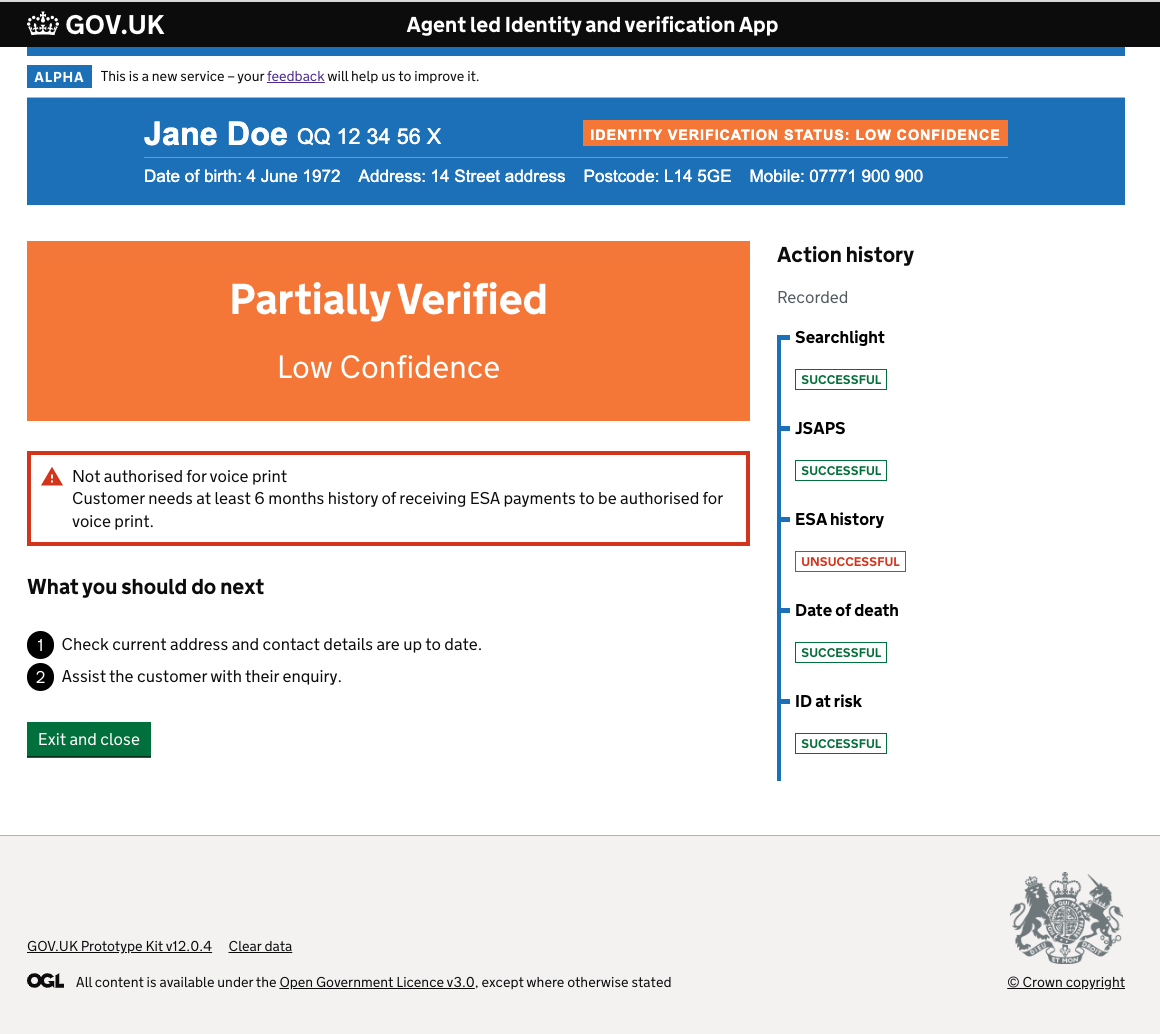 GOV.UK
Agent led Identity and verification App
ALPHA This is a new service – your feedback will help us to improve it.
Jane Doe QQ 12 34 56 X
IDENTITY VERIFICATION STATUS: LOW CONFIDENCE
Date of birth: 4 June 1972 Address: 14 Street address Postcode: L14 5GE Mobile: 07771 900 900
Partially Verified
Low Confidence
Not authorised for voice print
Customer needs at least 6 months history of receiving ESA payments to be authorised for
voice print.
What you should do next
1 Check current address and contact details are up to date.
2 Assist the customer with their enquiry.
Exit and close
Action history
Recorded
Searchlight
SUCCESSFUL
JSAPS
SUCCESSFUL
ESA history
UNSUCCESSFUL
Date of death
SUCCESSFUL
ID at risk
SUCCESSFUL
GOV.UK Prototype Kit v12.0.4 Clear data
OGL All content is available under the Open Government Licence v3.0, except where otherwise stated
DIEU ET MON DROIT
© Crown copyright